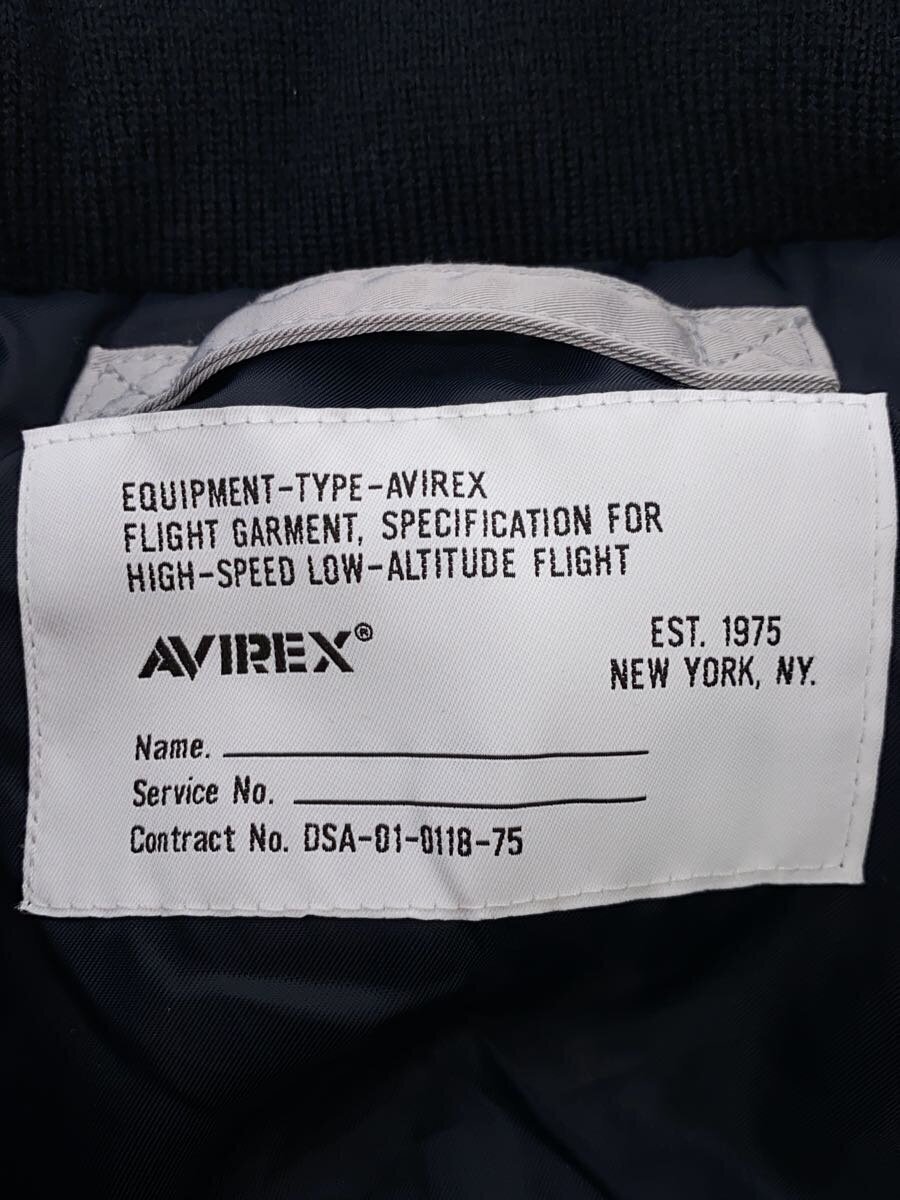 EQUIPMENT-TYPE-AVIREX
FLIGHT GARMENT, SPECIFICATION FOR
HIGH-SPEED LOW-ALTITUDE FLIGHT
AVIREX®
EST. 1975
NEW YORK, NY.
Name.
Service No.
Contract No. DSA-01-0118-75